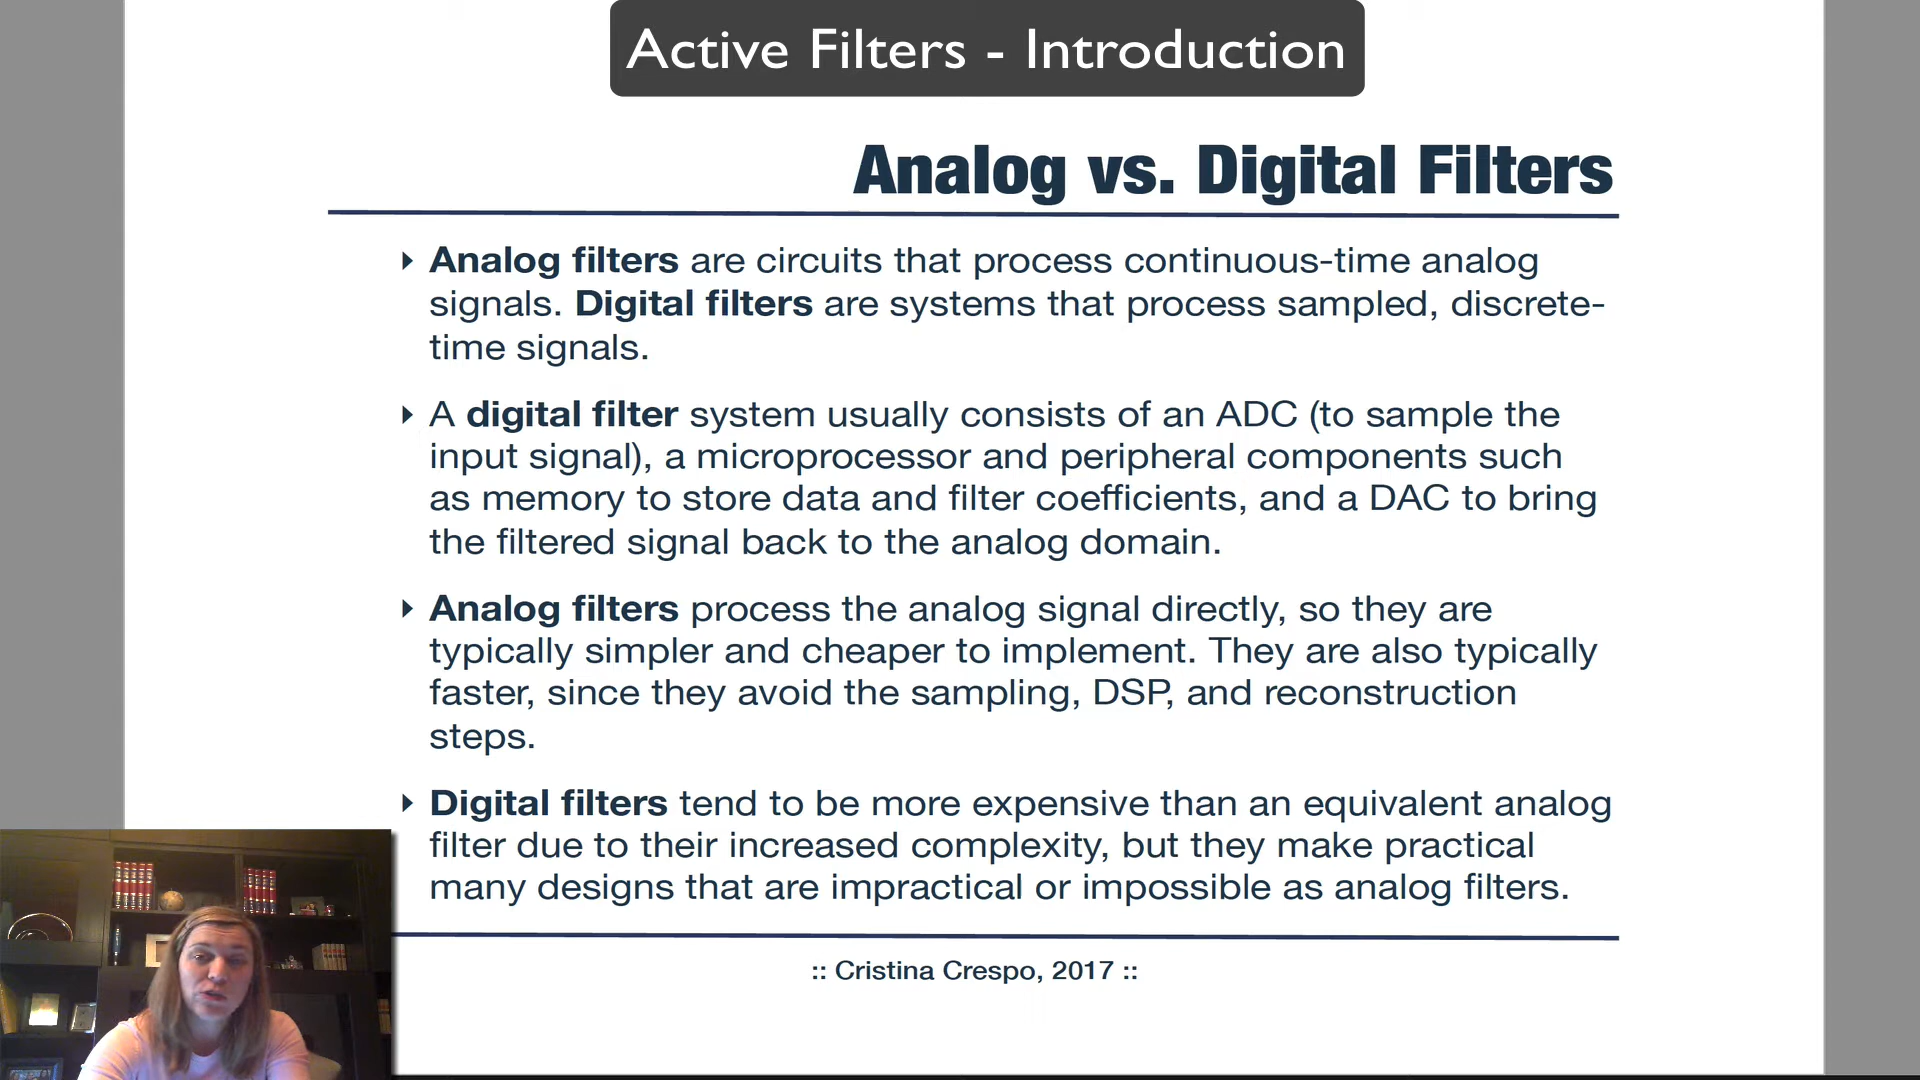 Active Filters - Introduction
Analog vs. Digital Filters
Analog filters are circuits that process continuous-time analog
signals. Digital filters are systems that process sampled, discrete-
time signals.
A digital filter system usually consists of an ADC (to sample the
input signal), a microprocessor and peripheral components such
as memory to store data and filter coefficients, and a DAC to bring
the filtered signal back to the analog domain.
Analog filters process the analog signal directly, so they are
typically simpler and cheaper to implement. They are also typically
faster, since they avoid the sampling, DSP, and reconstruction
steps.
Digital filters tend to be more expensive than an equivalent analog
filter due to their increased complexity, but they make practical
many designs that are impractical or impossible as analog filters.
:: Cristina Crespo, 2017 ::